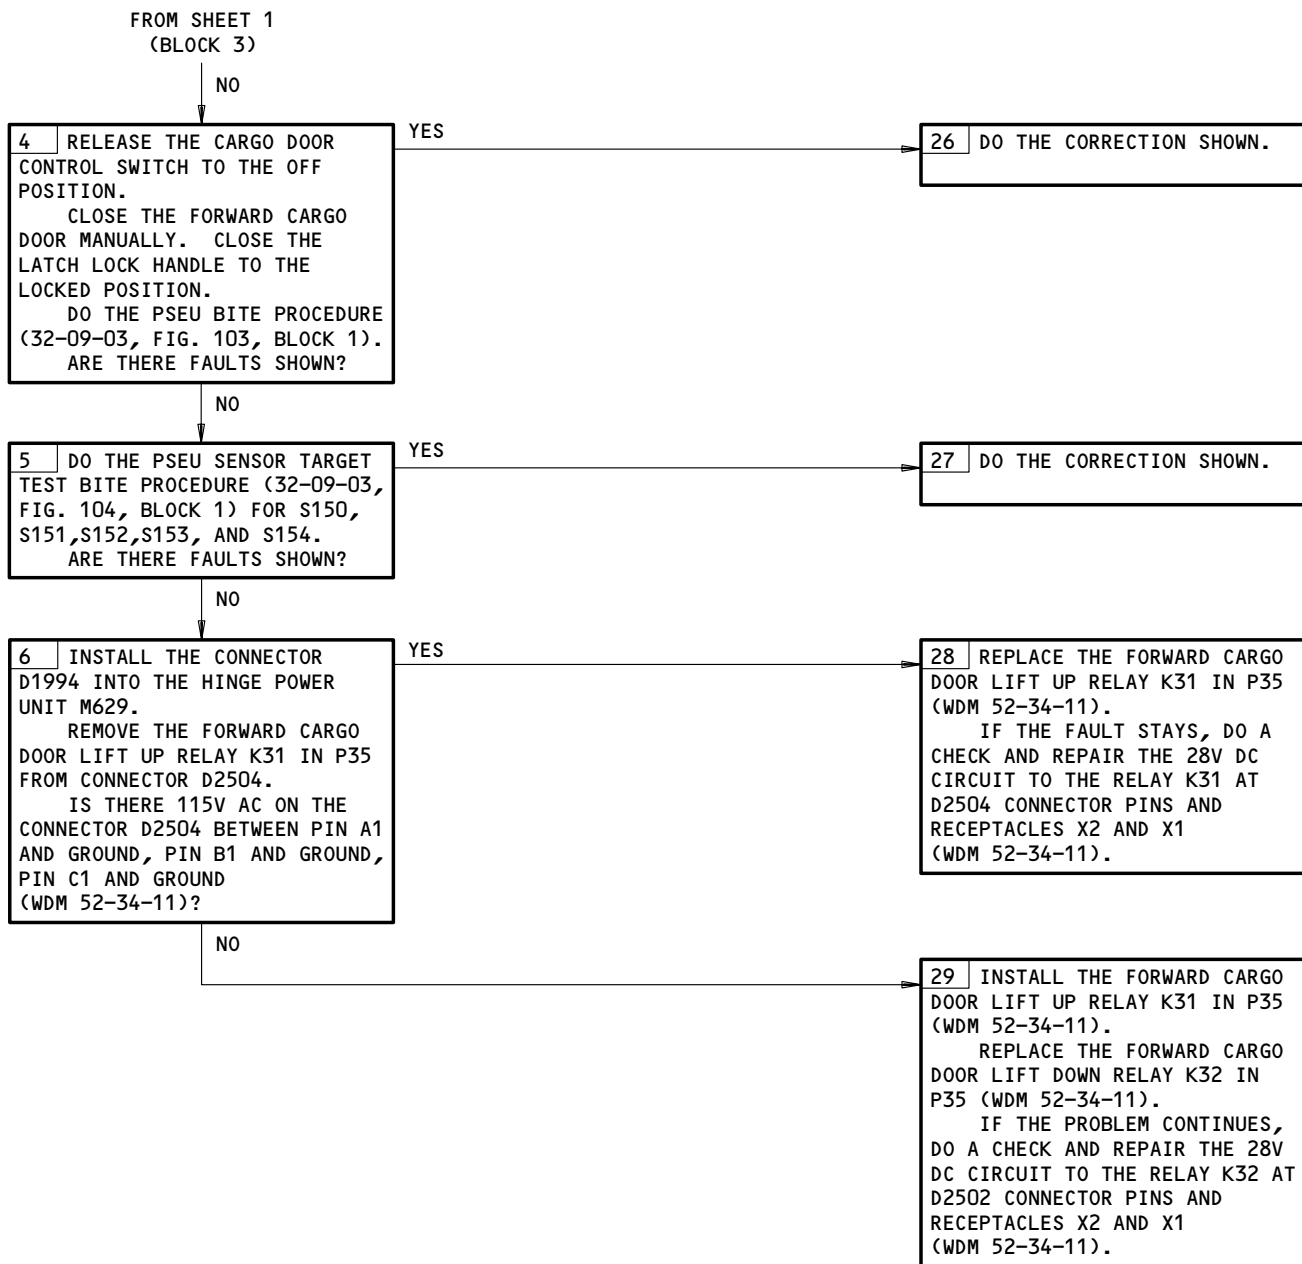 FROM SHEET 1
(BLOCK 3)
NO
4 RELEASE THE CARGO DOOR
CONTROL SWITCH TO THE OFF
POSITION.
CLOSE THE FORWARD CARGO
DOOR MANUALLY. CLOSE THE
LATCH LOCK HANDLE TO THE
LOCKED POSITION.
DO THE PSEU BITE PROCEDURE
(32-09-03, FIG. 103, BLOCK 1).
ARE THERE FAULTS SHOWN?
YES
26 DO THE CORRECTION SHOWN.
NO
5 DO THE PSEU SENSOR TARGET
TEST BITE PROCEDURE (32-09-03,
FIG. 104, BLOCK 1) FOR S150,
S151,S152,S153, AND S154.
ARE THERE FAULTS SHOWN?
YES
27 DO THE CORRECTION SHOWN.
NO
6 INSTALL THE CONNECTOR
D1994 INTO THE HINGE POWER
UNIT M629.
REMOVE THE FORWARD CARGO
DOOR LIFT UP RELAY K31 IN P35
FROM CONNECTOR D2504.
IS THERE 115V AC ON THE
CONNECTOR D2504 BETWEEN PIN A1
AND GROUND, PIN B1 AND GROUND,
PIN C1 AND GROUND
(WDM 52-34-11)?
YES
28 REPLACE THE FORWARD CARGO
DOOR LIFT UP RELAY K31 IN P35
(WDM 52-34-11).
IF THE FAULT STAYS, DO A
CHECK AND REPAIR THE 28V DC
CIRCUIT TO THE RELAY K31 AT
D2504 CONNECTOR PINS AND
RECEPTACLES X2 AND X1
(WDM 52-34-11).
NO
29 INSTALL THE FORWARD CARGO
DOOR LIFT UP RELAY K31 IN P35
(WDM 52-34-11).
REPLACE THE FORWARD CARGO
DOOR LIFT DOWN RELAY K32 IN
P35 (WDM 52-34-11).
IF THE PROBLEM CONTINUES,
DO A CHECK AND REPAIR THE 28V
DC CIRCUIT TO THE RELAY K32 AT
D2502 CONNECTOR PINS AND
RECEPTACLES X2 AND X1
(WDM 52-34-11).